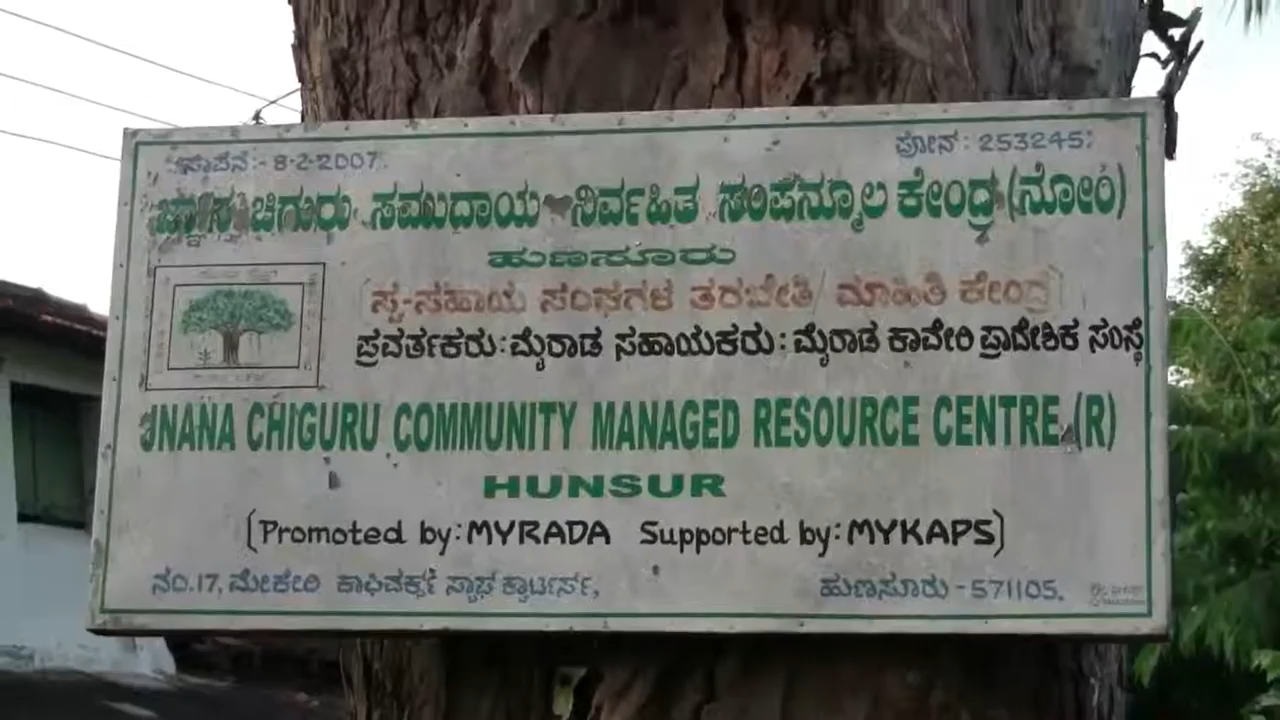 ಸ್ಥಾಪನೆ:- 8-2-2007. ಫೋನ್: 253245
ಜ್ಞಾನ ಚಿಗುರು ಸಮುದಾಯ ನಿರ್ವಹಿತ ಸಂಪನ್ಮೂಲ ಕೇಂದ್ರ (ನೋಂ)
ಹುಣಸೂರು
(ಸ್ವ-ಸಹಾಯ ಸಂಘಗಳ ತರಬೇತಿ/ ಮಾಹಿತಿ ಕೇಂದ್ರ)
ಪ್ರವರ್ತಕರು:ಮೈರಾಡ ಸಹಾಯಕರು: ಮೈರಾಡ ಕಾವೇರಿ ಪ್ರಾದೇಶಿಕ ಸಂಸ್ಥೆ
JNANA CHIGURU COMMUNITY MANAGED RESOURCE CENTRE.(R)
HUNSUR
(Promoted by: MYRADA Supported by: MYKAPS)
ನಂ.17, ಮೇಕೇರಿ ಕಾಫಿವರ್ಕ್ಸ್ ಸ್ಟಾಫ್ ಕ್ವಾರ್ಟರ್ಸ್, ಹುಣಸೂರು - 571105.